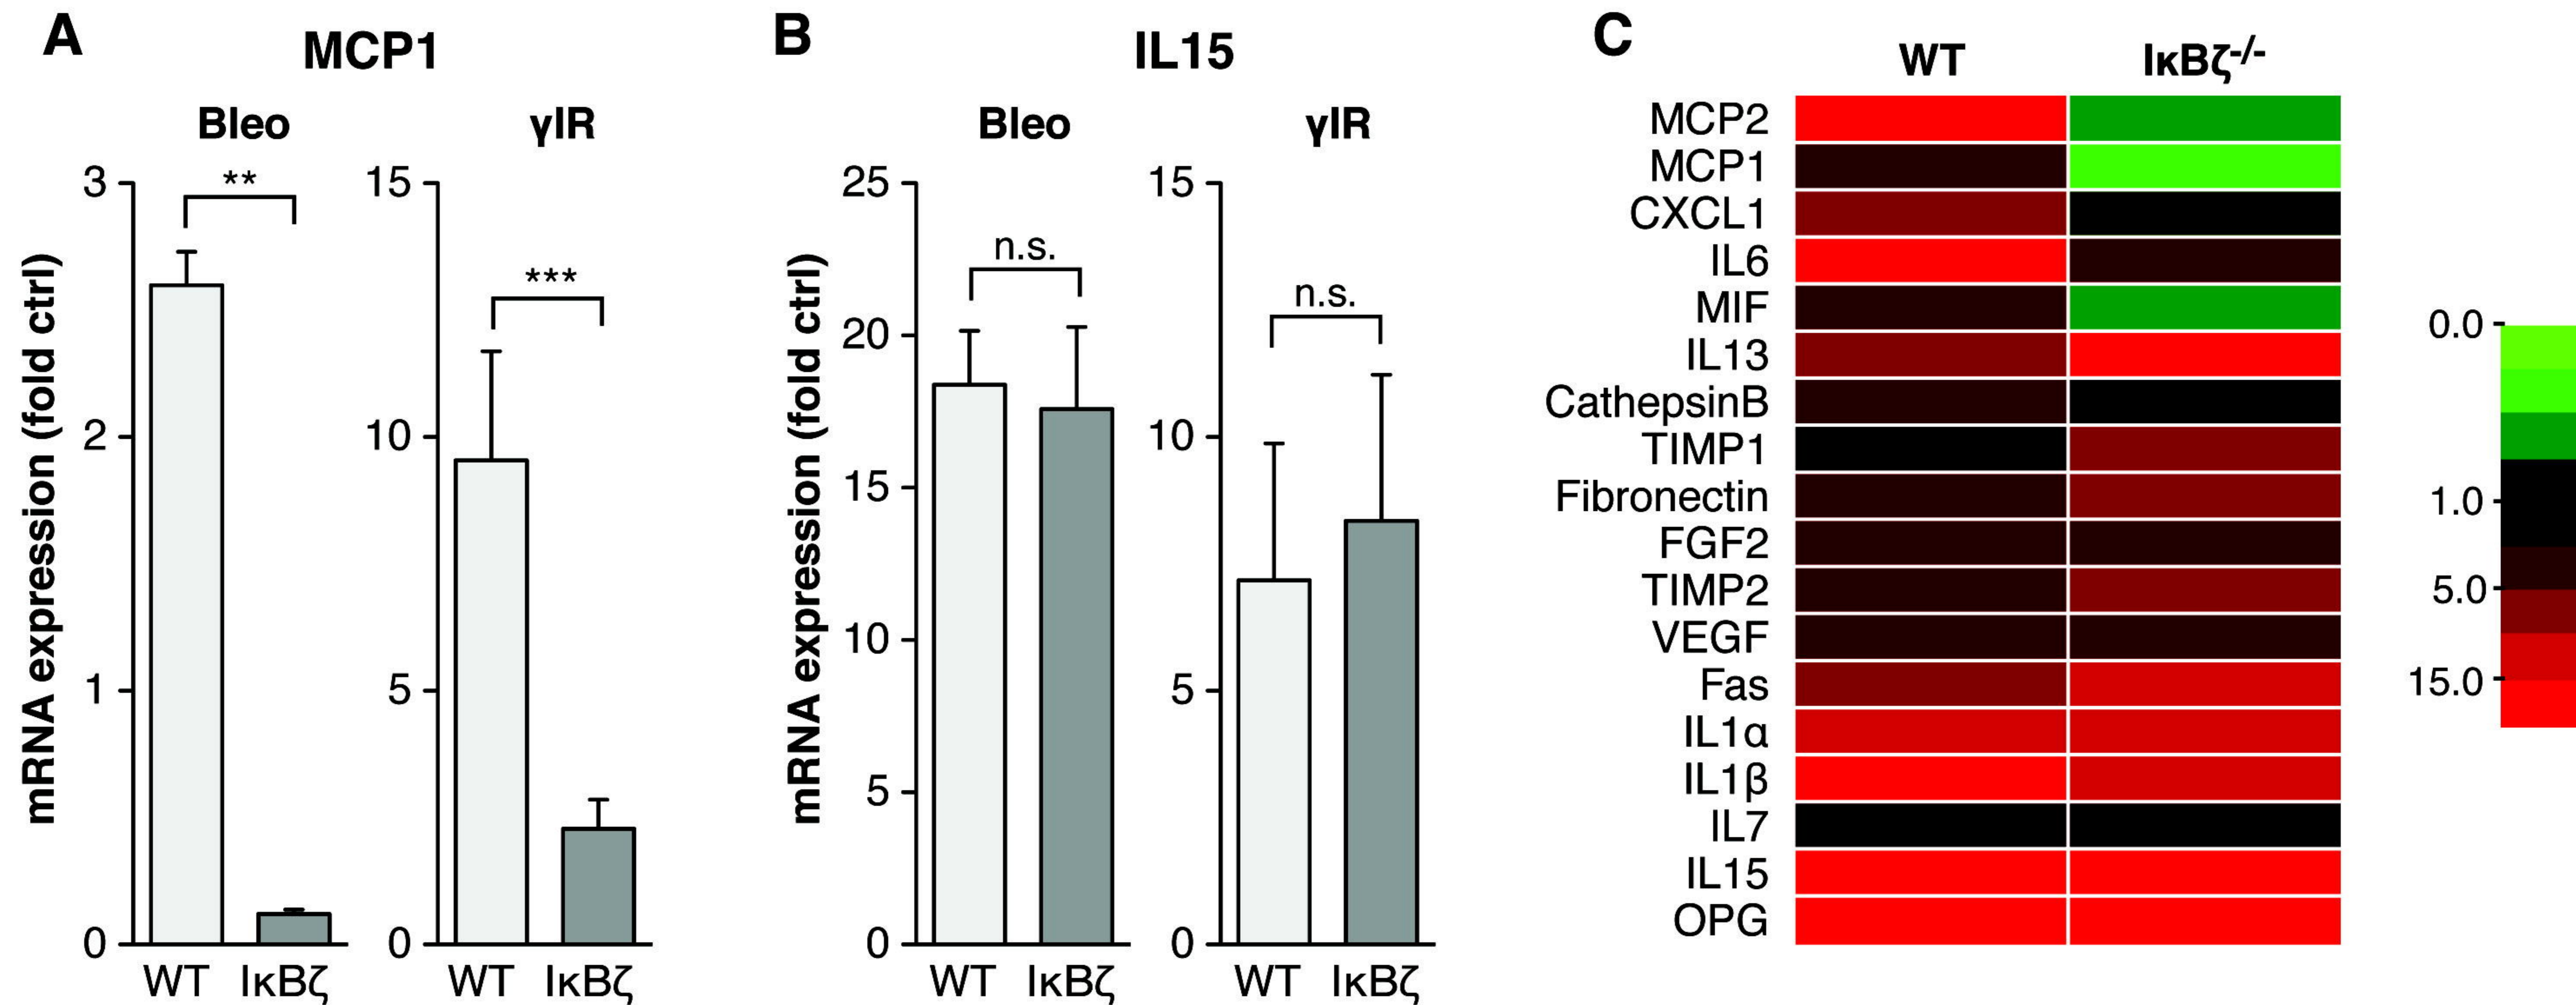 A
MCP1
Bleo
γIR
mRNA expression (fold ctrl)
3
2
1
0
**
WT IκBζ
15
10
5
0
***
WT IκBζ
B
IL15
Bleo
γIR
mRNA expression (fold ctrl)
25
20
15
10
5
0
n.s.
WT IκBζ
15
10
5
0
n.s.
WT IκBζ
C
WT IκBζ-/-
MCP2
MCP1
CXCL1
IL6
MIF
IL13
CathepsinB
TIMP1
Fibronectin
FGF2
TIMP2
VEGF
Fas
IL1α
IL1β
IL7
IL15
OPG
0.0
1.0
5.0
15.0